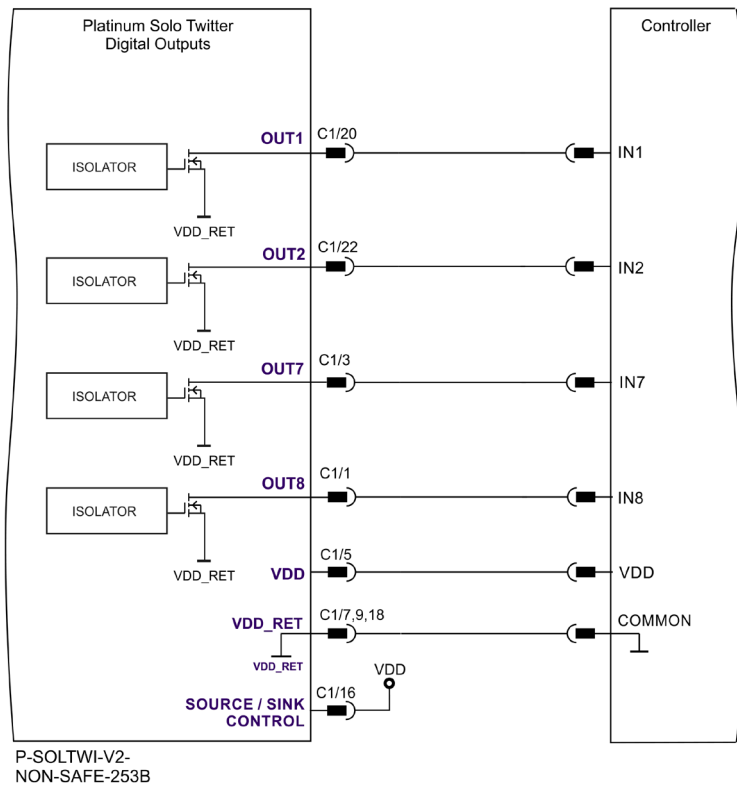 Platinum Solo Twitter
Digital Outputs
Controller
OUT1 C1/20
ISOLATOR
IN1
VDD_RET
OUT2 C1/22
ISOLATOR
IN2
VDD_RET
OUT7 C1/3
ISOLATOR
IN7
VDD_RET
OUT8 C1/1
ISOLATOR
IN8
VDD_RET
VDD C1/5
VDD
VDD_RET C1/7,9,18
COMMON
VDD_RET
VDD
SOURCE / SINK C1/16
CONTROL
P-SOLTWI-V2-
NON-SAFE-253B